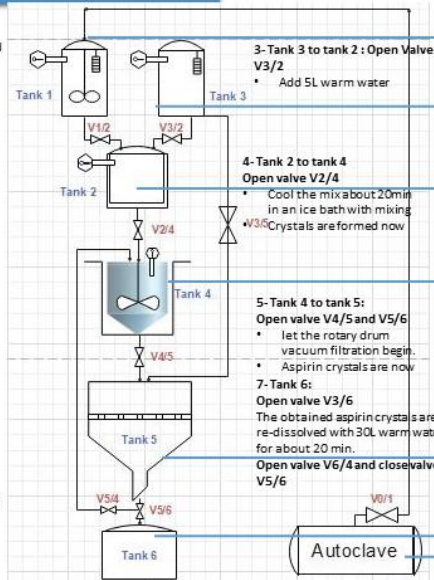 3- Tank 3 to tank 2 : Open Valve
V3/2
• Add 5L warm water
Tank 1
Tank 3
V1/2
V3/2
4- Tank 2 to tank 4
Open valve V2/4
• Cool the mix about 20min
in an ice bath with mixing
• Crystals are formed now
Tank 2
V2/4
V3/5
Tank 4
5- Tank 4 to tank 5:
Open valve V4/5 and V5/6
• let the rotary drum
vacuum filtration begin.
• Aspirin crystals are now
V4/5
7- Tank 6:
Open valve V3/6
The obtained aspirin crystals are
re-dissolved with 30L warm wate
for about 20 min.
Open valve V6/4 and close valve
V5/6
Tank 5
V5/4
V5/6
V0/1
Tank 6
Autoclave